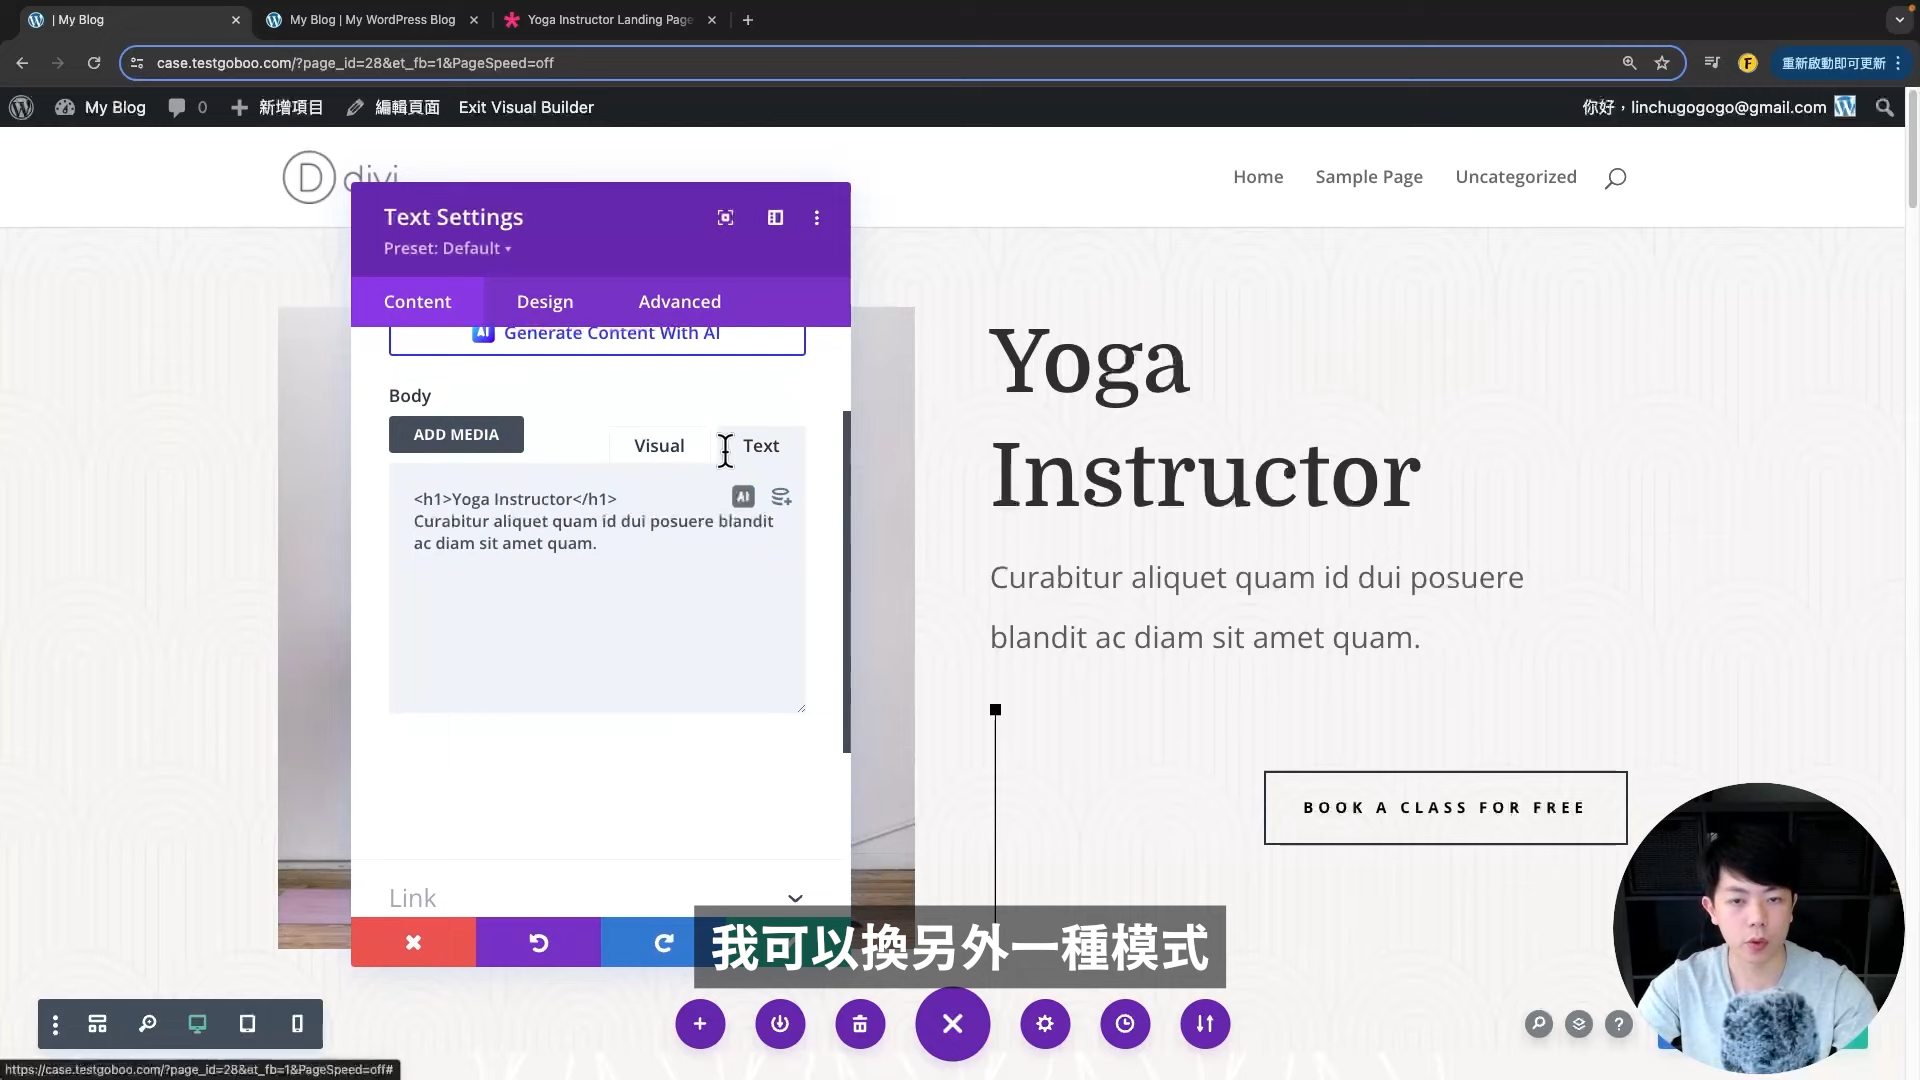 | My Blog
My Blog | My WordPress Blog
Yoga Instructor Landing Page
case.testgoboo.com/?page_id=28&et_fb=1&PageSpeed=off
重新啟動即可更新
My Blog
0
新增項目
編輯頁面
Exit Visual Builder
你好，linchugogogo@gmail.com
divi
Home
Sample Page
Uncategorized
Text Settings
Preset: Default
Content
Design
Advanced
AI Generate Content With AI
Body
ADD MEDIA
Visual
Text
<h1>Yoga Instructor</h1>
AI
Curabitur aliquet quam id dui posuere blandit
ac diam sit amet quam.
Link
Yoga
Instructor
Curabitur aliquet quam id dui posuere
blandit ac diam sit amet quam.
BOOK A CLASS FOR FREE
我可以換另外一種模式
https://case.testgoboo.com/?page_id=28&et_fb=1&PageSpeed=off#